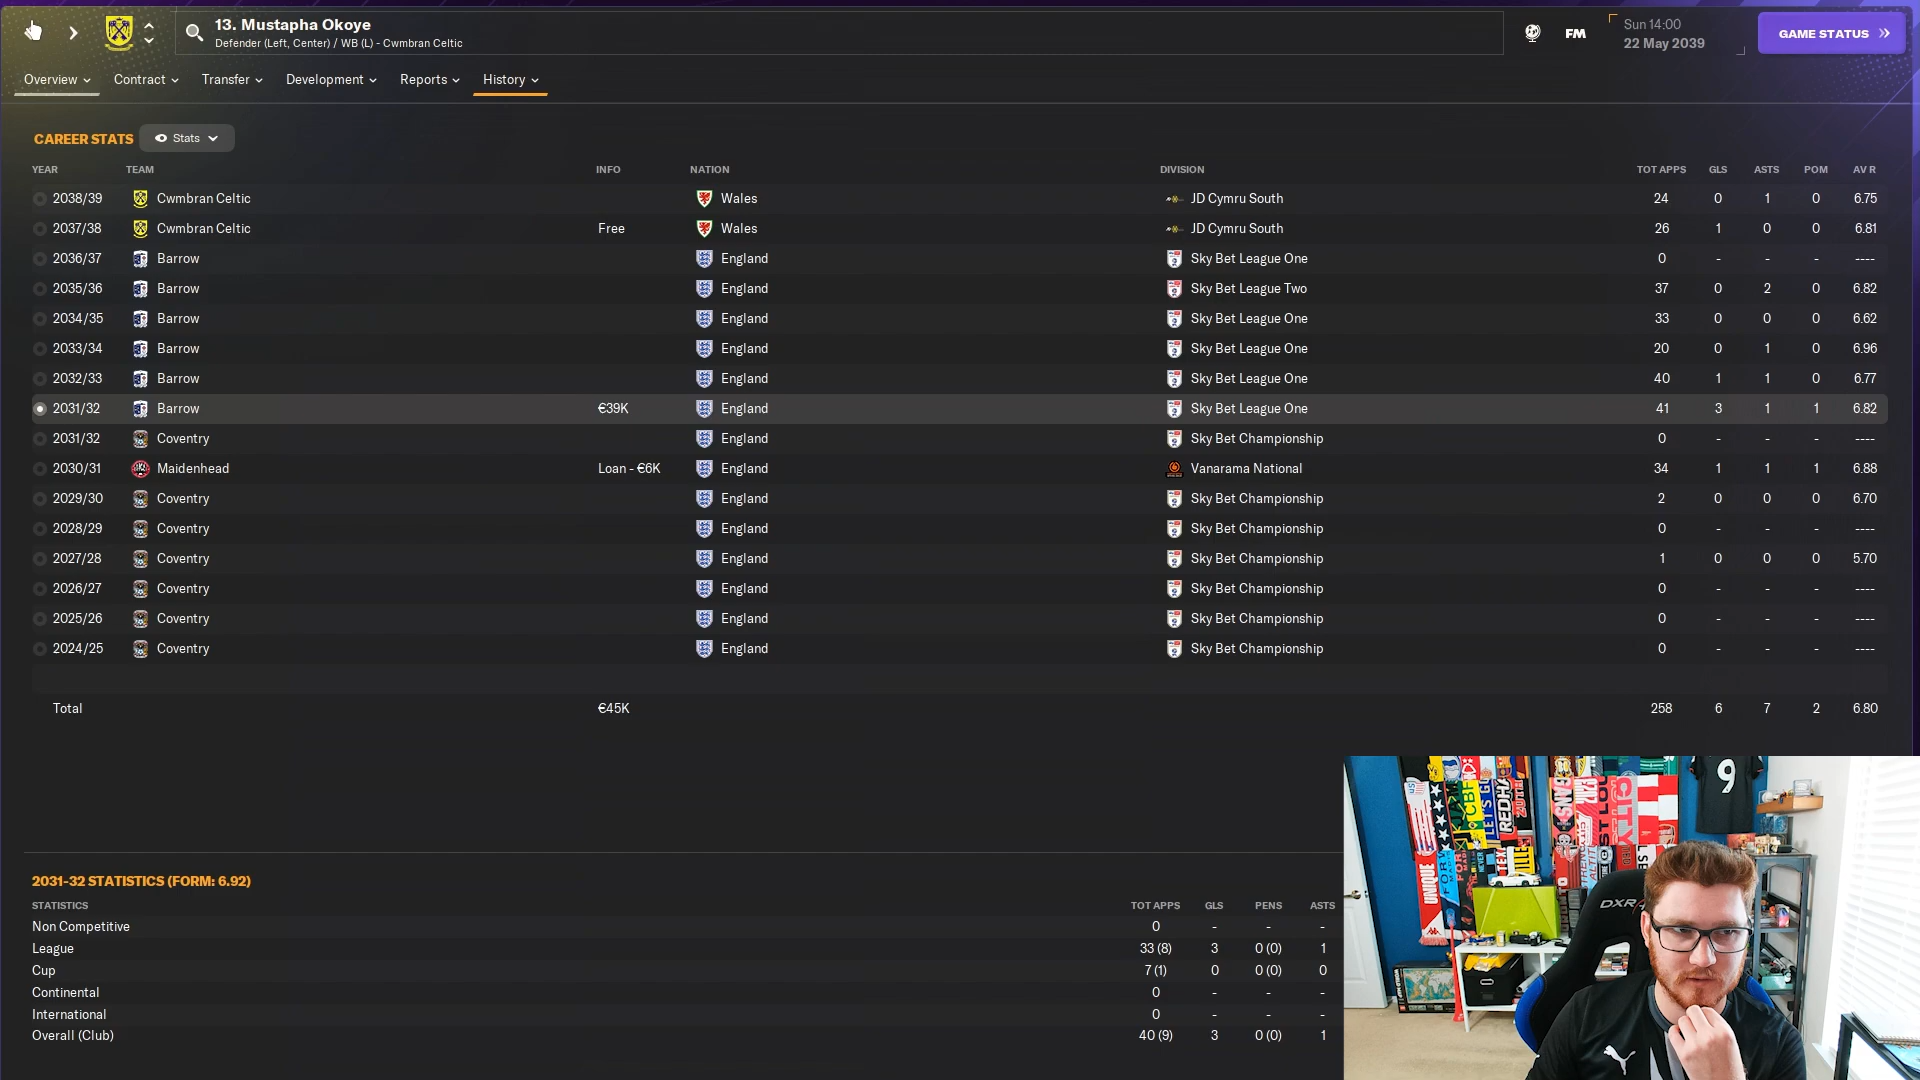 13. Mustapha Okoye
Defender (Left, Center) / WB (L) - Cwmbran Celtic
FM
Sun 14:00
22 May 2039
GAME STATUS
Overview Contract Transfer Development Reports History
CAREER STATS Stats
YEAR TEAM INFO NATION DIVISION TOT APPS GLS ASTS POM AV R
2038/39 Cwmbran Celtic Wales JD Cymru South 24 0 1 0 6.75
2037/38 Cwmbran Celtic Free Wales JD Cymru South 26 1 0 0 6.81
2036/37 Barrow England Sky Bet League One 0 - - - ----
2035/36 Barrow England Sky Bet League Two 37 0 2 0 6.82
2034/35 Barrow England Sky Bet League One 33 0 0 0 6.62
2033/34 Barrow England Sky Bet League One 20 0 1 0 6.96
2032/33 Barrow England Sky Bet League One 40 1 1 0 6.77
2031/32 Barrow €39K England Sky Bet League One 41 3 1 1 6.82
2031/32 Coventry England Sky Bet Championship 0 - - - ----
2030/31 Maidenhead Loan - €6K England Vanarama National 34 1 1 1 6.88
2029/30 Coventry England Sky Bet Championship 2 0 0 0 6.70
2028/29 Coventry England Sky Bet Championship 0 - - - ----
2027/28 Coventry England Sky Bet Championship 1 0 0 0 5.70
2026/27 Coventry England Sky Bet Championship 0 - - - ----
2025/26 Coventry England Sky Bet Championship 0 - - - ----
2024/25 Coventry England Sky Bet Championship 0 - - - ----
Total €45K 258 6 7 2 6.80
2031-32 STATISTICS (FORM: 6.92)
STATISTICS TOT APPS GLS PENS ASTS
Non Competitive 0 - - -
League 33 (8) 3 0 (0) 1
Cup 7 (1) 0 0 (0) 0
Continental 0 - - -
International 0 - - -
Overall (Club) 40 (9) 3 0 (0) 1
9
CITY
UNIQUE
DXR